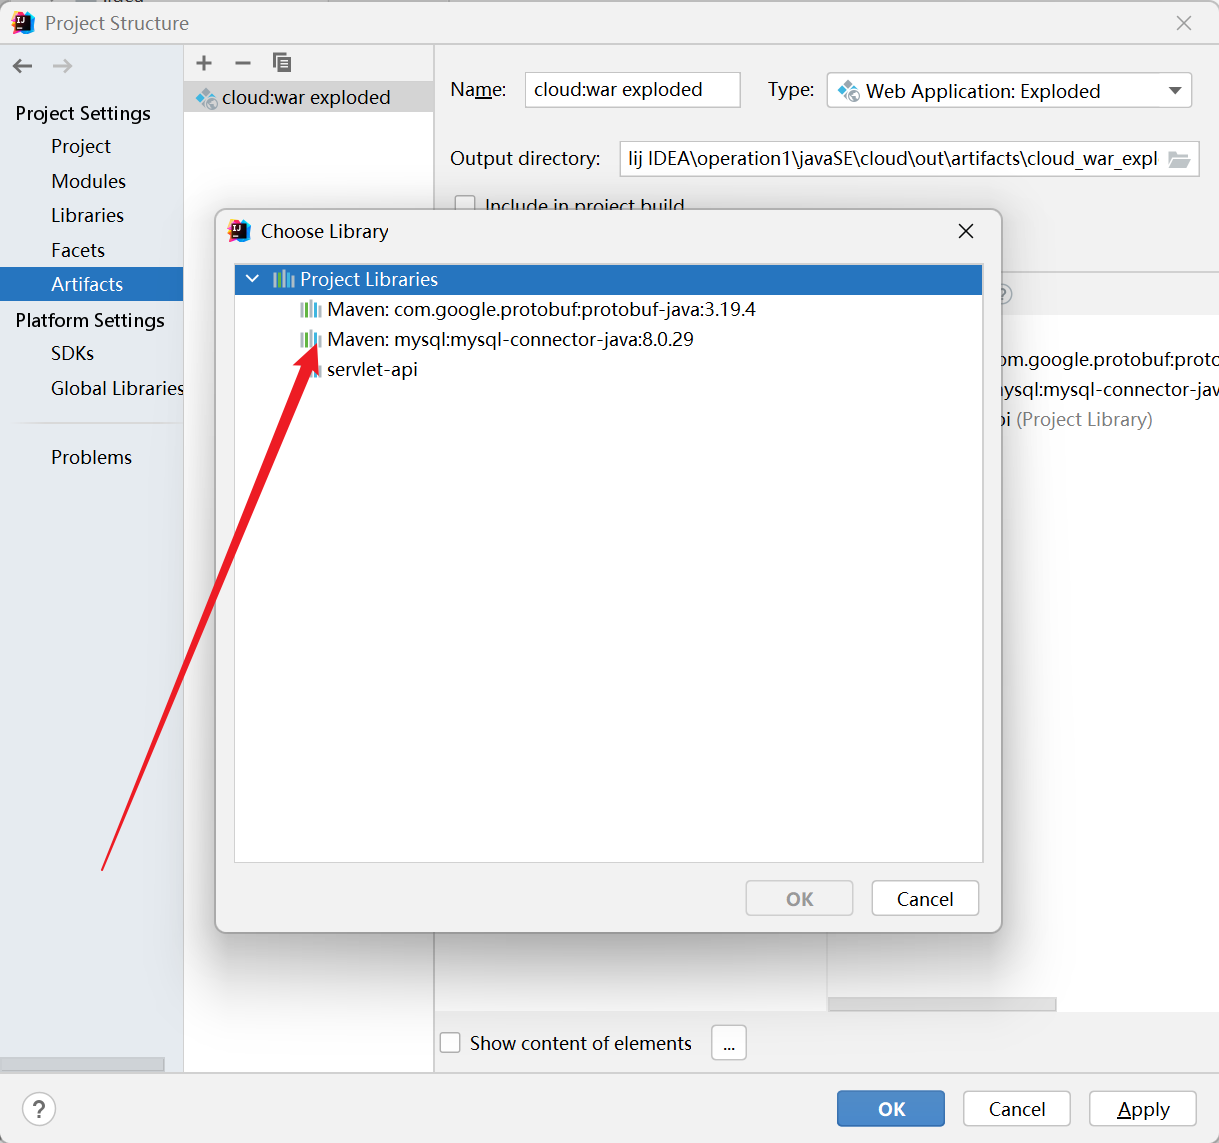 Project Structure
Project Settings
Project
Modules
Libraries
Facets
Artifacts
Platform Settings
SDKs
Global Libraries
Problems
cloud:war exploded
Name: cloud:war exploded
Type: Web Application: Exploded
Output directory: lij IDEA\operation1\javaSE\cloud\out\artifacts\cloud_war_expl
Include in project build
Choose Library
Project Libraries
Maven: com.google.protobuf:protobuf-java:3.19.4
Maven: mysql:mysql-connector-java:8.0.29
servlet-api
OK
Cancel
?
om.google.protobuf:proto
ysql:mysql-connector-jav
pi (Project Library)
Show content of elements ...
?
OK
Cancel
Apply